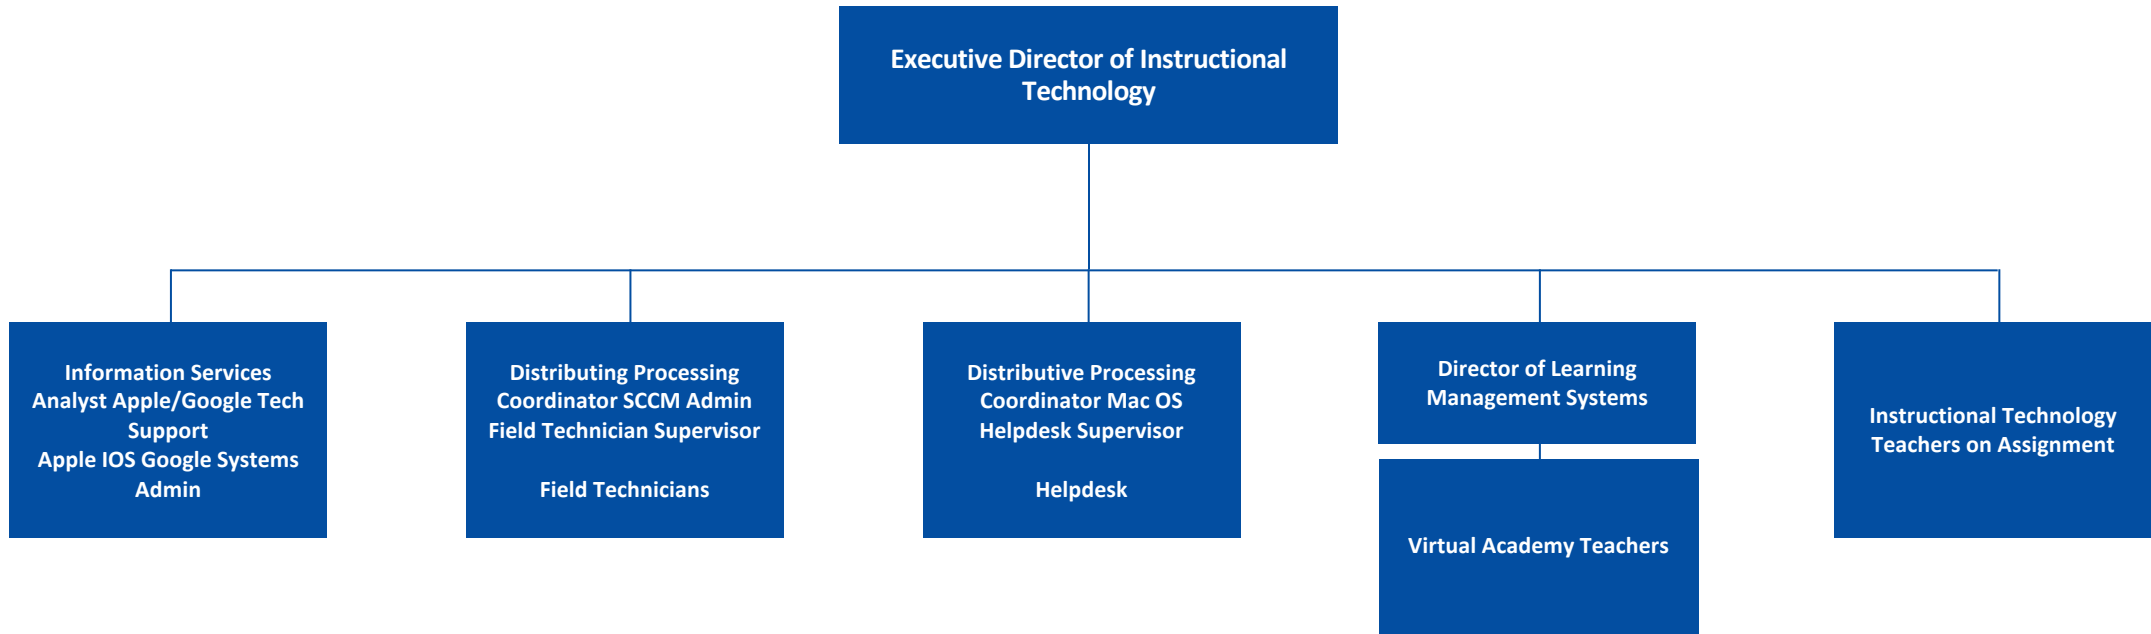 Executive Director of Instructional
Technology
Information Services
Analyst Apple/Google Tech
Support
Apple IOS Google Systems
Admin
Distributing Processing
Coordinator SCCM Admin
Field Technician Supervisor
Field Technicians
Distributive Processing
Coordinator Mac OS
Helpdesk Supervisor
Helpdesk
Director of Learning
Management Systems
Virtual Academy Teachers
Instructional Technology
Teachers on Assignment